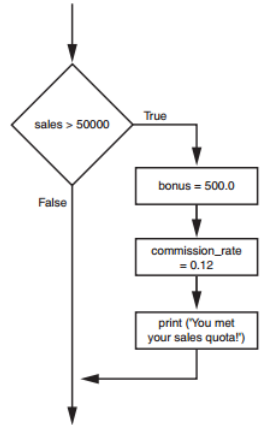 True
sales > 50000
bonus = 500.0
False
commission_rate
= 0.12
print ("You met
your sales quota!")